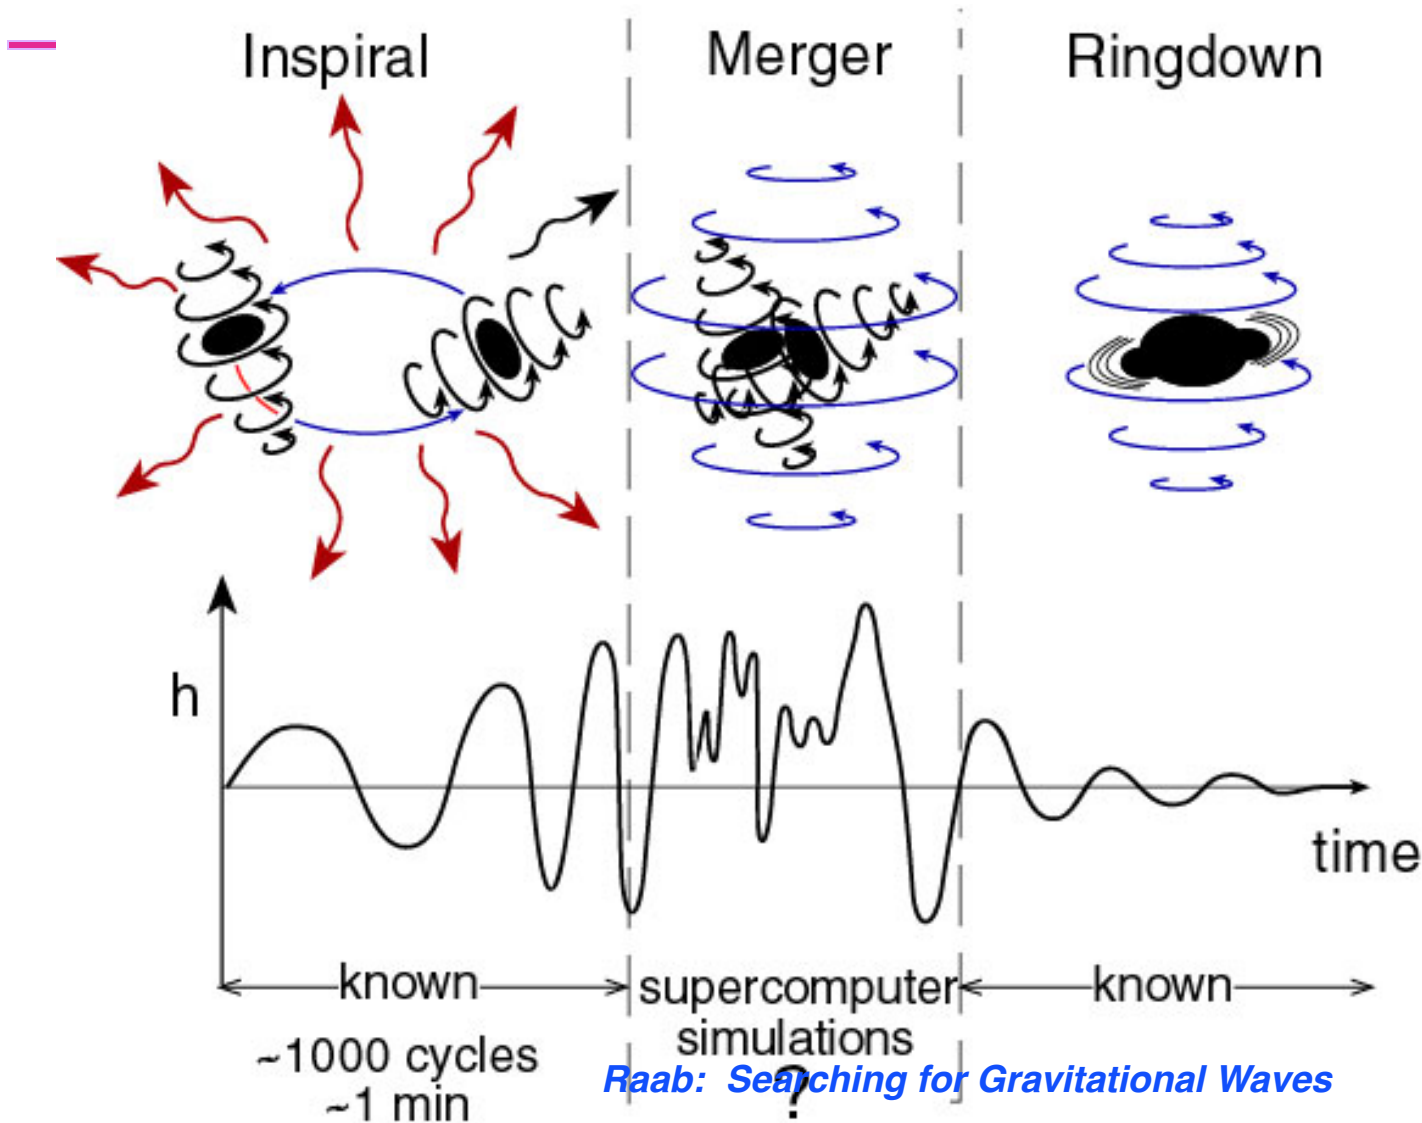 Inspiral
Merger
Ringdown
h
time
known
supercomputer
simulations
?
known
~1000 cycles
~1 min
Raab: Searching for Gravitational Waves